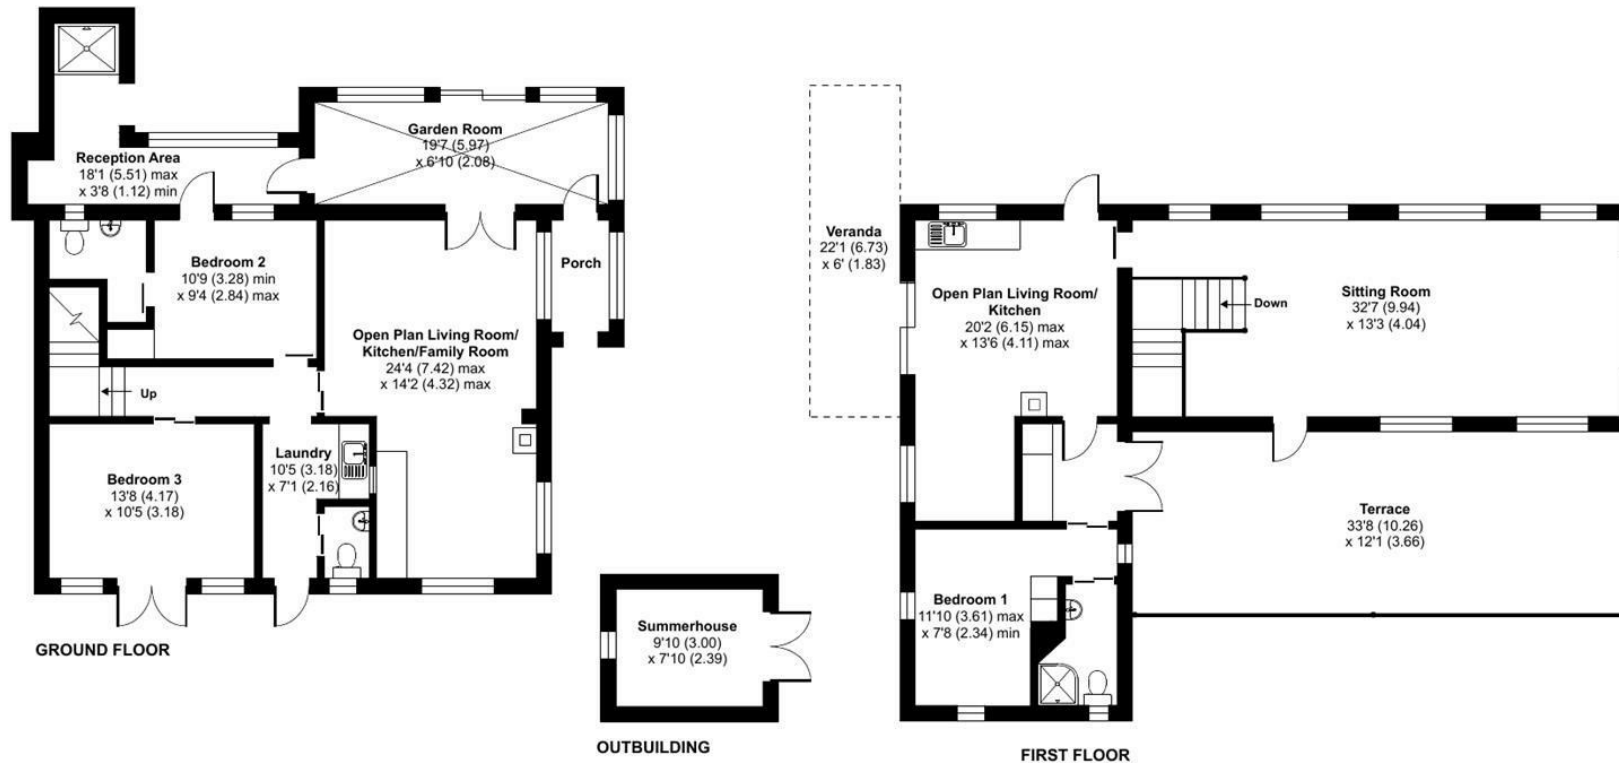 Reception Area
18'1 (5.51) max
x 3'8 (1.12) min
Garden Room
19'7 (5.97)
x 6'10 (2.08)
Bedroom 2
10'9 (3.28) min
x 9'4 (2.84) max
Porch
Open Plan Living Room/
Kitchen/Family Room
24'4 (7.42) max
x 14'2 (4.32) max
Up
Laundry
10'5 (3.18)
x 7'1 (2.16)
Bedroom 3
13'8 (4.17)
x 10'5 (3.18)
GROUND FLOOR
Summerhouse
9'10 (3.00)
x 7'10 (2.39)
OUTBUILDING
Veranda
22'1 (6.73)
x 6' (1.83)
Open Plan Living Room/
Kitchen
20'2 (6.15) max
x 13'6 (4.11) max
Down
Sitting Room
32'7 (9.94)
x 13'3 (4.04)
Terrace
33'8 (10.26)
x 12'1 (3.66)
Bedroom 1
11'10 (3.61) max
x 7'8 (2.34) min
FIRST FLOOR